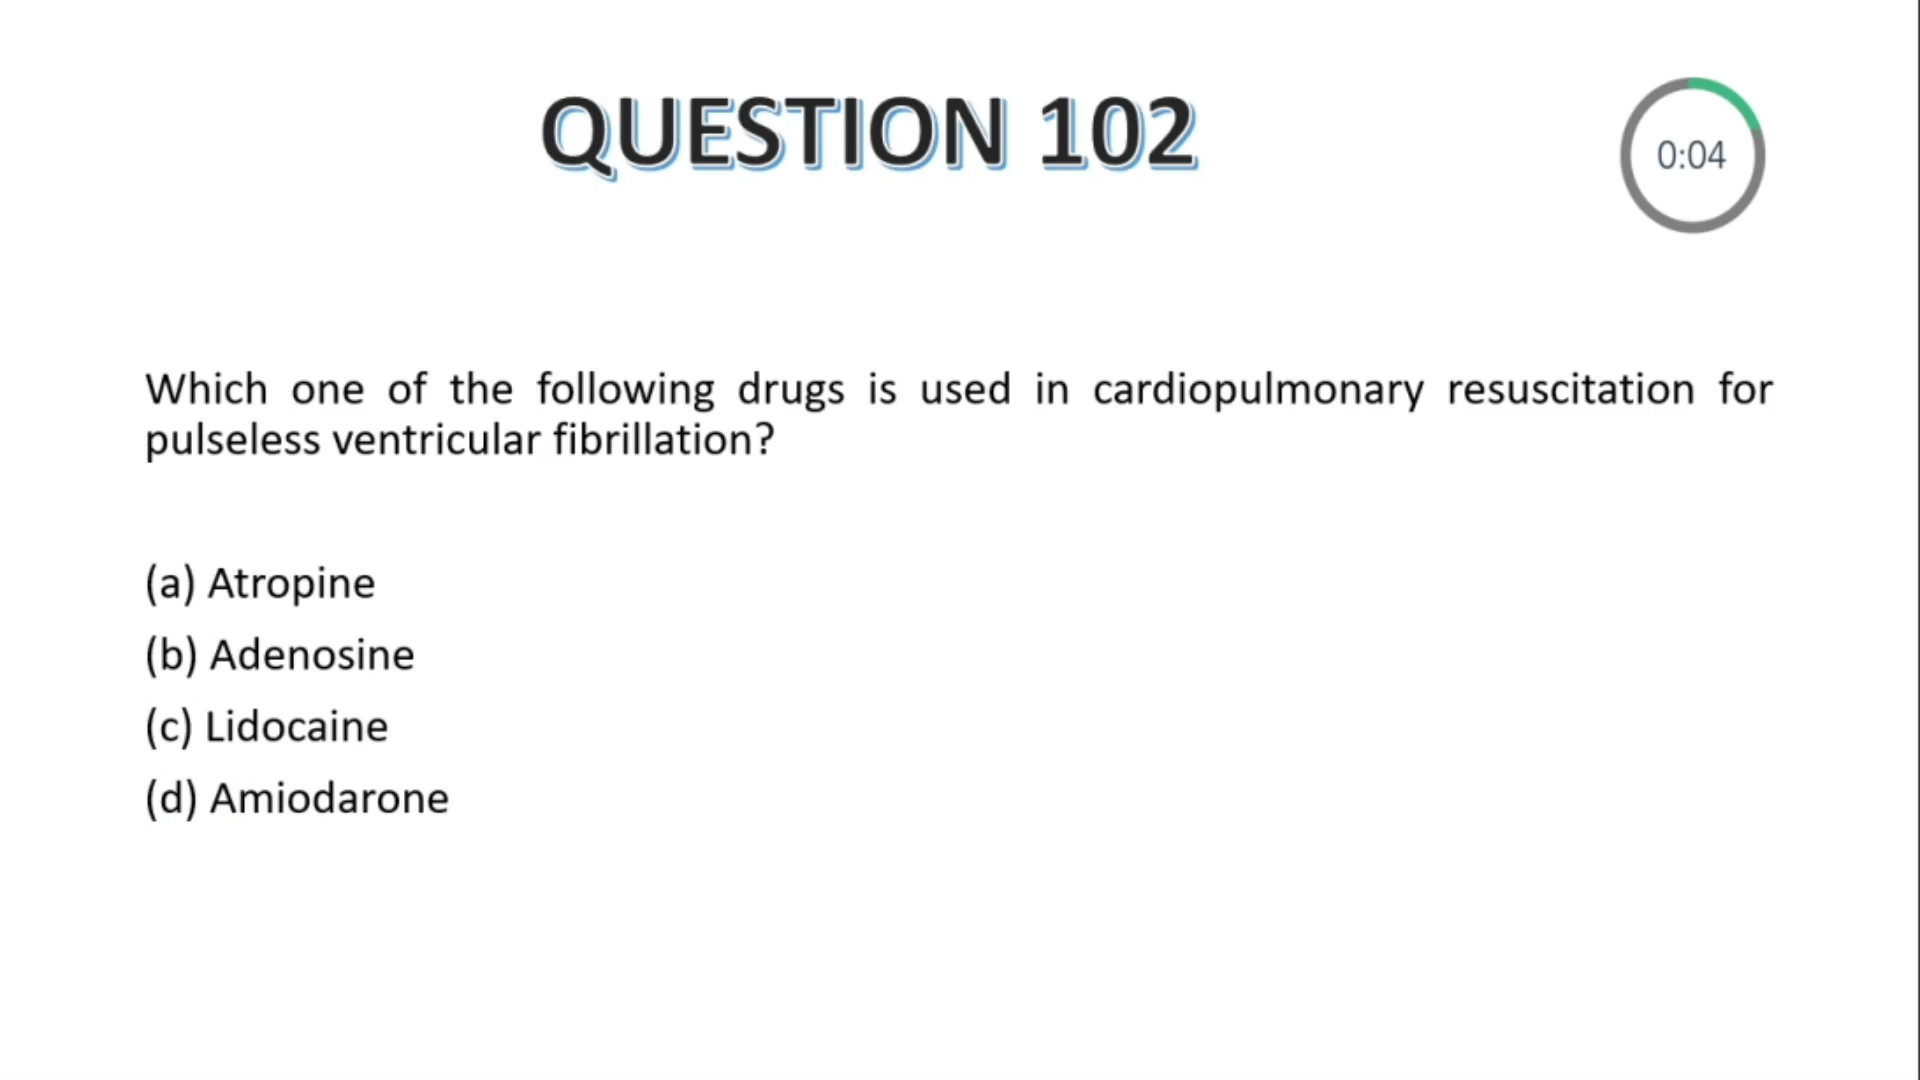 QUESTION 102
0:04
Which one of the following drugs is used in cardiopulmonary resuscitation for
pulseless ventricular fibrillation?
(a) Atropine
(b) Adenosine
(c) Lidocaine
(d) Amiodarone